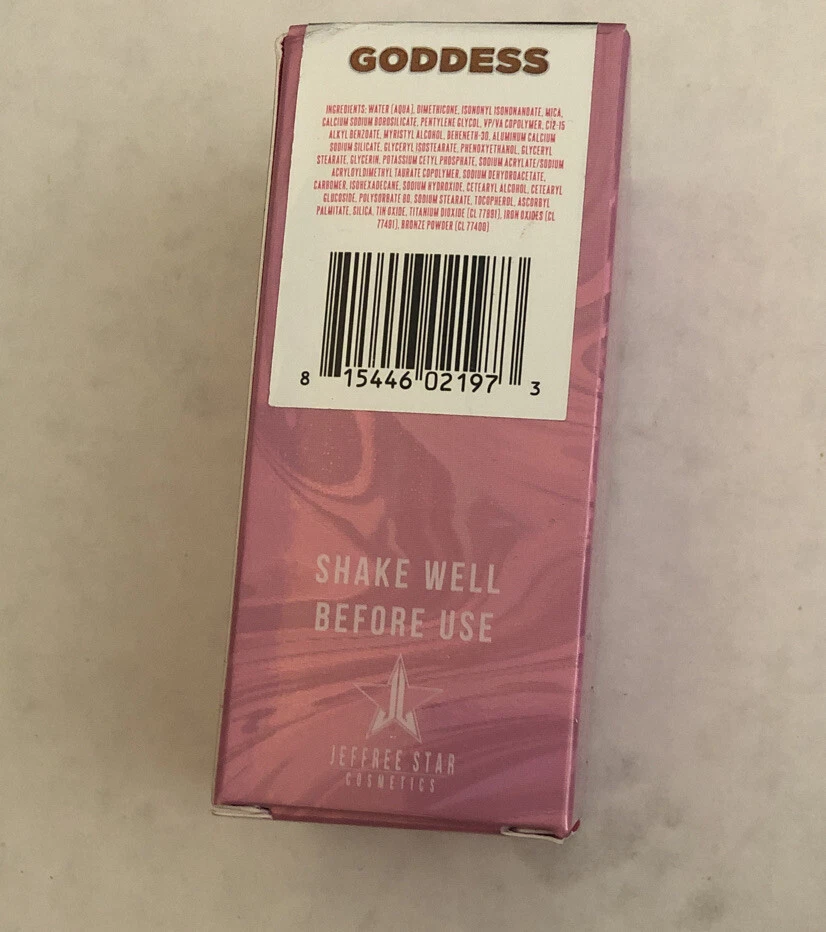 GODDESS
INGREDIENTS: WATER (AQUA), DIMETHICONE, ISONONYL ISONONANOATE, MICA,
CALCIUM SODIUM BOROSILICATE, PENTYLENE GLYCOL, VP/VA COPOLYMER, C12-15
ALKYL BENZOATE, MYRISTYL ALCOHOL, BEHENETH-30, ALUMINUM CALCIUM
SODIUM SILICATE, GLYCERYL ISOSTEARATE, PHENOXYETHANOL, GLYCERYL
STEARATE, GLYCERIN, POTASSIUM CETYL PHOSPHATE, SODIUM ACRYLATE/SODIUM
ACRYLOYLDIMETHYL TAURATE COPOLYMER, SODIUM DEHYDROACETATE,
CARBOMER, ISOHEXADECANE, SODIUM HYDROXIDE, CETEARYL ALCOHOL, CETEARYL
GLUCOSIDE, POLYSORBATE 80, SODIUM STEARATE, TOCOPHEROL, ASCORBYL
PALMITATE, SILICA, TIN OXIDE, TITANIUM DIOXIDE (CL 77891), IRON OXIDES (CL
77491), BRONZE POWDER (CL 77400)
8 15446 02197 3
SHAKE WELL
BEFORE USE
JEFFREE STAR
COSMETICS